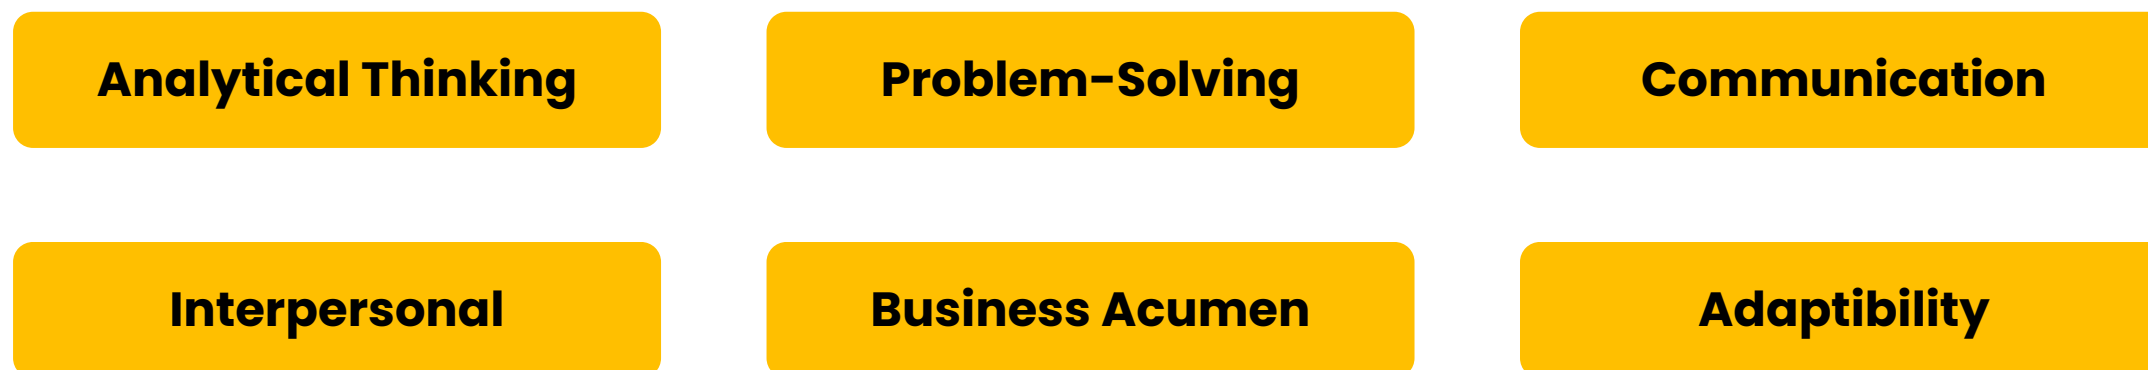 Analytical Thinking
Problem-Solving
Communication
Interpersonal
Business Acumen
Adaptibility